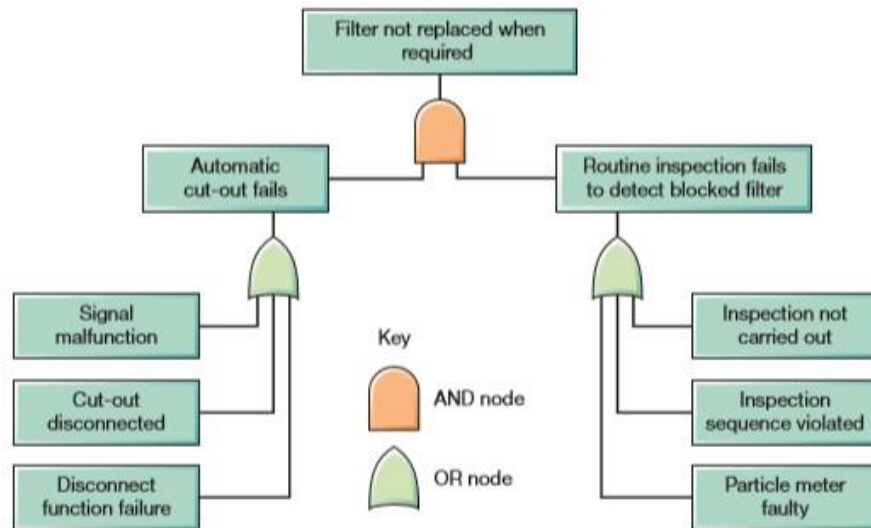 Filter not replaced when
required
Automatic
cut-out fails
Routine inspection fails
to detect blocked filter
Signal
malfunction
Cut-out
disconnected
Disconnect
function failure
Key
AND node
OR node
Inspection not
carried out
Inspection
sequence violated
Particle meter
faulty